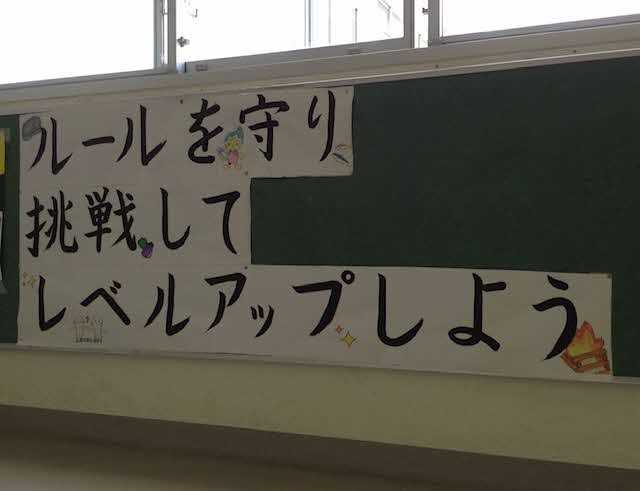 ルールを守り
挑戦して
レベルアップしよう